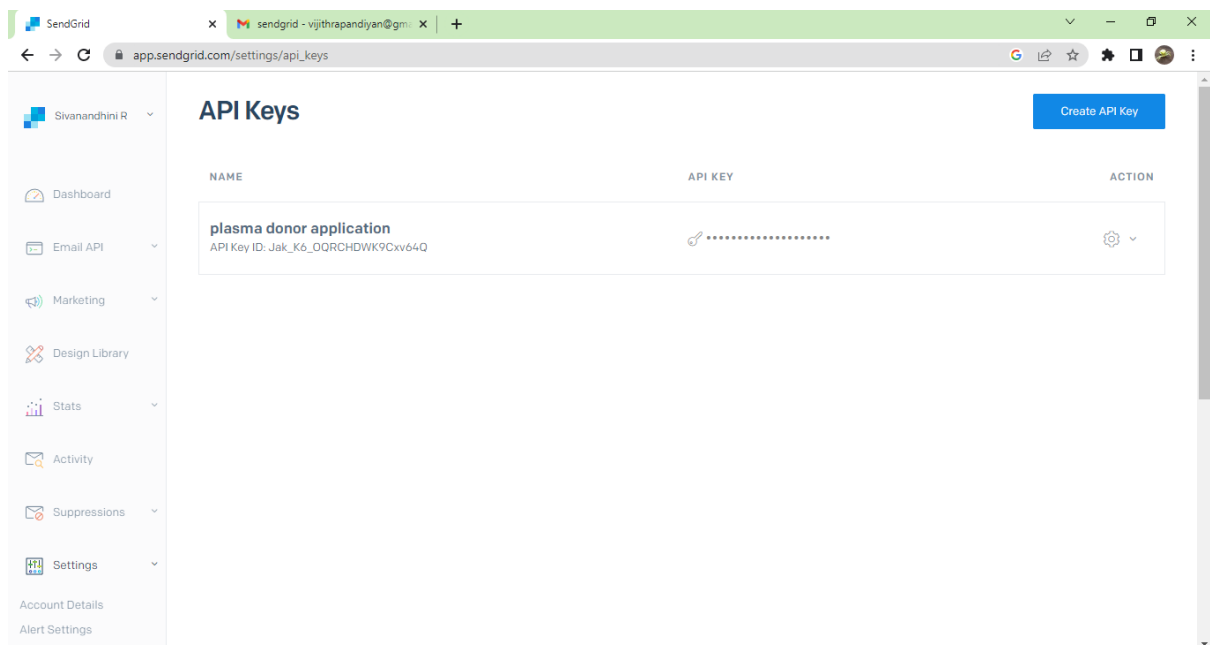 SendGrid
sendgrid - vijithrapandiyan@gma
app.sendgrid.com/settings/api_keys
Sivanandhini R
API Keys
Create API Key
NAME
API KEY
ACTION
Dashboard
plasma donor application
API Key ID: Jak_K6_OQRCHDWK9Cxv64Q
••••••••••••••••••••
Email API
Marketing
Design Library
Stats
Activity
Suppressions
Settings
Account Details
Alert Settings